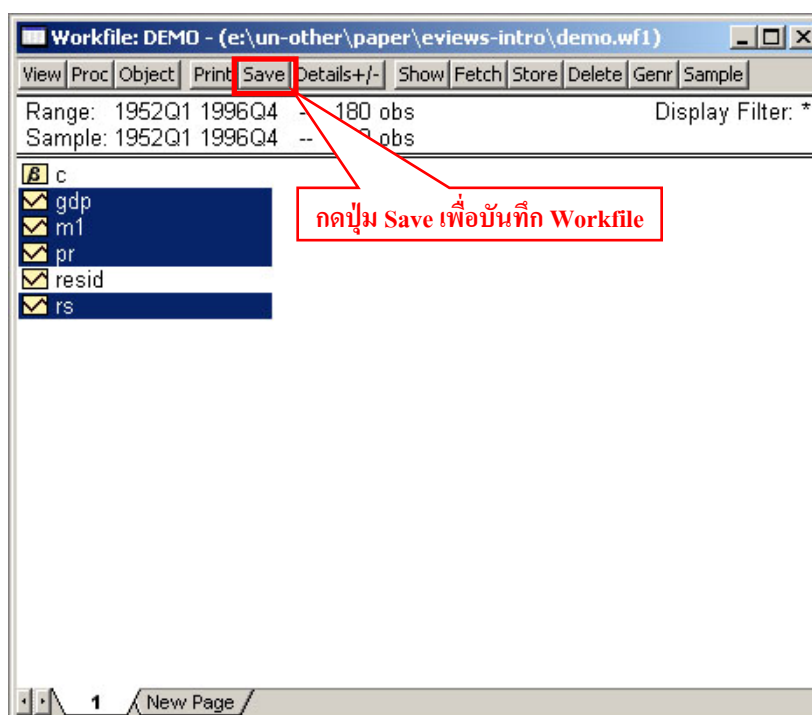 Workfile: DEMO - (e:\un-other\paper\eviews-intro\demo.wf1)
View Proc Object Print Save Details+/- Show Fetch Store Delete Genr Sample
Range: 1952Q1 1996Q4 -- 180 obs Display Filter: *
Sample: 1952Q1 1996Q4 -- obs
β c
gdp
m1
กดปุ่ม Save เพื่อบันทึก Workfile
pr
resid
rs
1 New Page